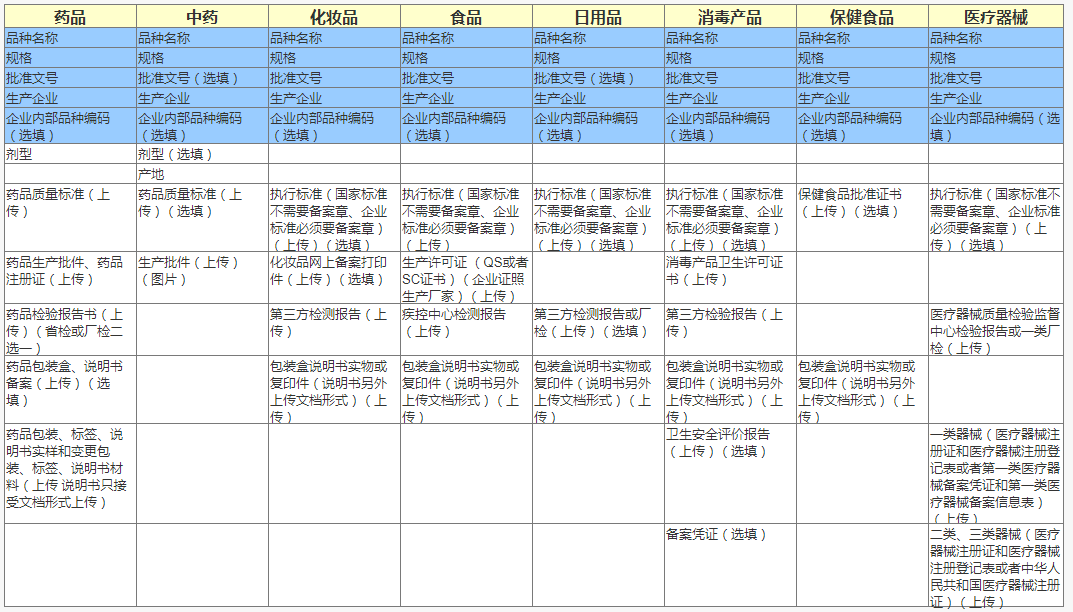 药品 中药 化妆品 食品 日用品 消毒产品 保健食品 医疗器械
品种名称 品种名称 品种名称 品种名称 品种名称 品种名称 品种名称 品种名称
规格 规格 规格 规格 规格 规格 规格 规格
批准文号 批准文号（选填） 批准文号 批准文号 批准文号（选填） 批准文号 批准文号 批准文号
生产企业 生产企业 生产企业 生产企业 生产企业 生产企业 生产企业 生产企业
企业内部品种编码 企业内部品种编码 企业内部品种编码 企业内部品种编码 企业内部品种编码 企业内部品种编码 企业内部品种编码 企业内部品种编码（选
（选填） （选填） （选填） （选填） （选填） （选填） （选填） 填）
剂型 剂型（选填）
产地
药品质量标准（上 药品质量标准（上 执行标准（国家标准 执行标准（国家标准 执行标准（国家标准 执行标准（国家标准 保健食品批准证书 执行标准（国家标准不
传） 传）（选填） 不需要备案章、企业 不需要备案章、企业 不需要备案章、企业 不需要备案章、企业 （上传）（选填） 需要备案章、企业标准
标准必须要备案章） 标准必须要备案章） 标准必须要备案章） 标准必须要备案章） 必须要备案章）（上
（上传）（选填） （上传） （上传）（选填） （上传）（选填） 传）（选填）
药品生产批件、药品 生产批件（上传） 化妆品网上备案打印 生产许可证 （QS或者 消毒产品卫生许可证
注册证（上传） （图片） 件（上传）（选填） SC证书）（企业证照 书（上传）
生产厂家）（上传）
药品检验报告书（上 第三方检测报告（上 疾控中心检测报告 第三方检测报告或厂 第三方检验报告（上 医疗器械质量检验监督
传）（省检或厂检二 传） （上传） 检（上传）（选填） 传） 中心检验报告或一类厂
选一） 检（上传）
药品包装盒、说明书 包装盒说明书实物或 包装盒说明书实物或 包装盒说明书实物或 包装盒说明书实物或 包装盒说明书实物或
备案（上传）（选 复印件（说明书另外 复印件（说明书另外 复印件（说明书另外 复印件（说明书另外 复印件（说明书另外
填） 上传文档形式）（上 上传文档形式）（上 上传文档形式）（上 上传文档形式）（上 上传文档形式）（上
传） 传） 传） 传） 传）
药品包装、标签、说 卫生安全评价报告 一类器械（医疗器械注
明书实样和变更包 （上传）（选填） 册证和医疗器械注册登
装、标签、说明书材 记表或者第一类医疗器
料（上传 说明书只接 械备案凭证和第一类医
受文档形式上传） 疗器械备案信息表）
（上传）
备案凭证（选填） 二类、三类器械（医疗
器械注册证和医疗器械
注册登记表或者中华人
民共和国医疗器械注册
证）（上传）